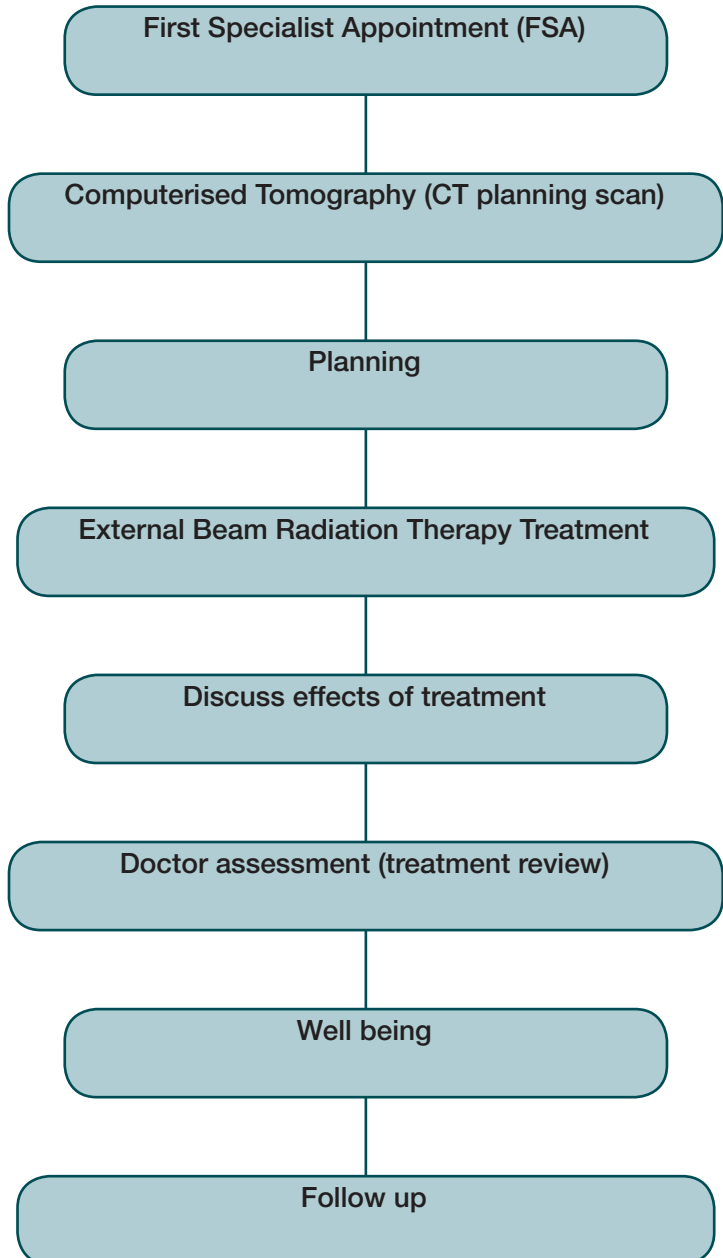 First Specialist Appointment (FSA)
Computerised Tomography (CT planning scan)
Planning
External Beam Radiation Therapy Treatment
Discuss effects of treatment
Doctor assessment (treatment review)
Well being
Follow up